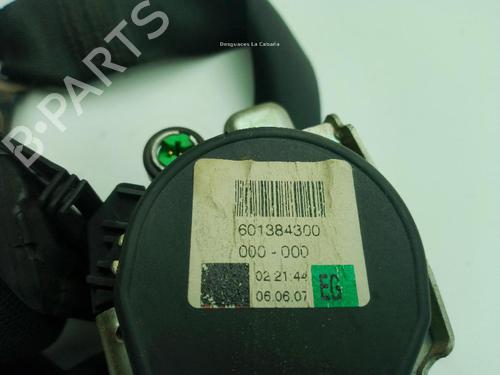 Desguaces La Cabaña
B-PARTS
601384300
000-000
02 21:44
06.06.07
EG